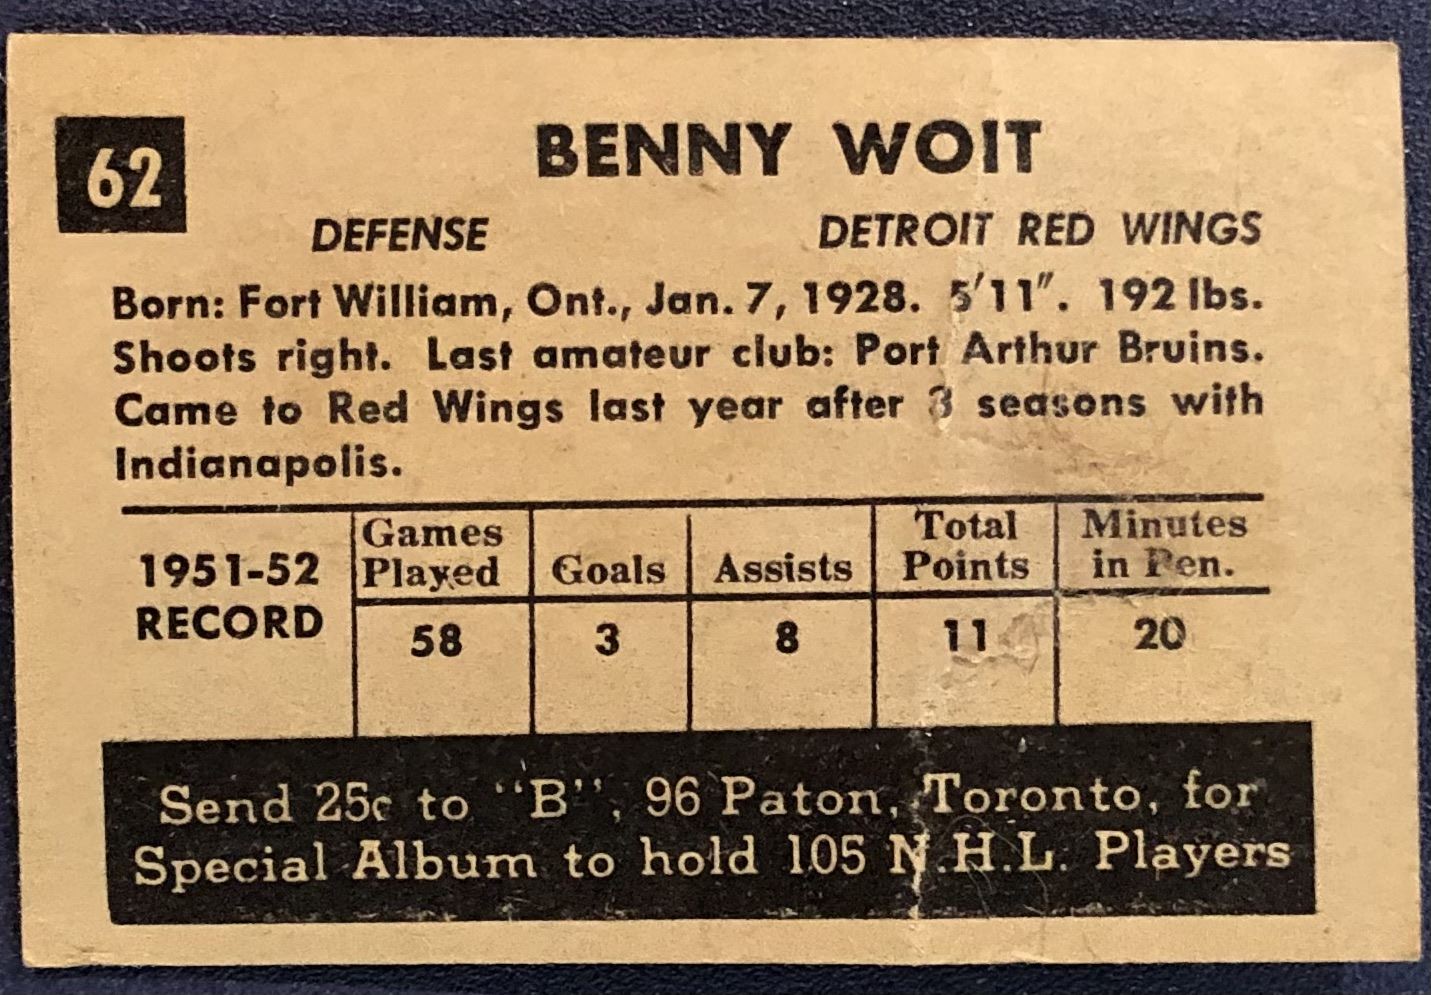 62
BENNY WOIT
DEFENSE DETROIT RED WINGS
Born: Fort William, Ont., Jan. 7, 1928. 5'11". 192 lbs.
Shoots right. Last amateur club: Port Arthur Bruins.
Came to Red Wings last year after 3 seasons with
Indianapolis.
1951-52 RECORD
Games Played Goals Assists Total Points Minutes in Pen.
58 3 8 11 20
Send 25c to "B", 96 Paton, Toronto, for
Special Album to hold 105 N.H.L. Players